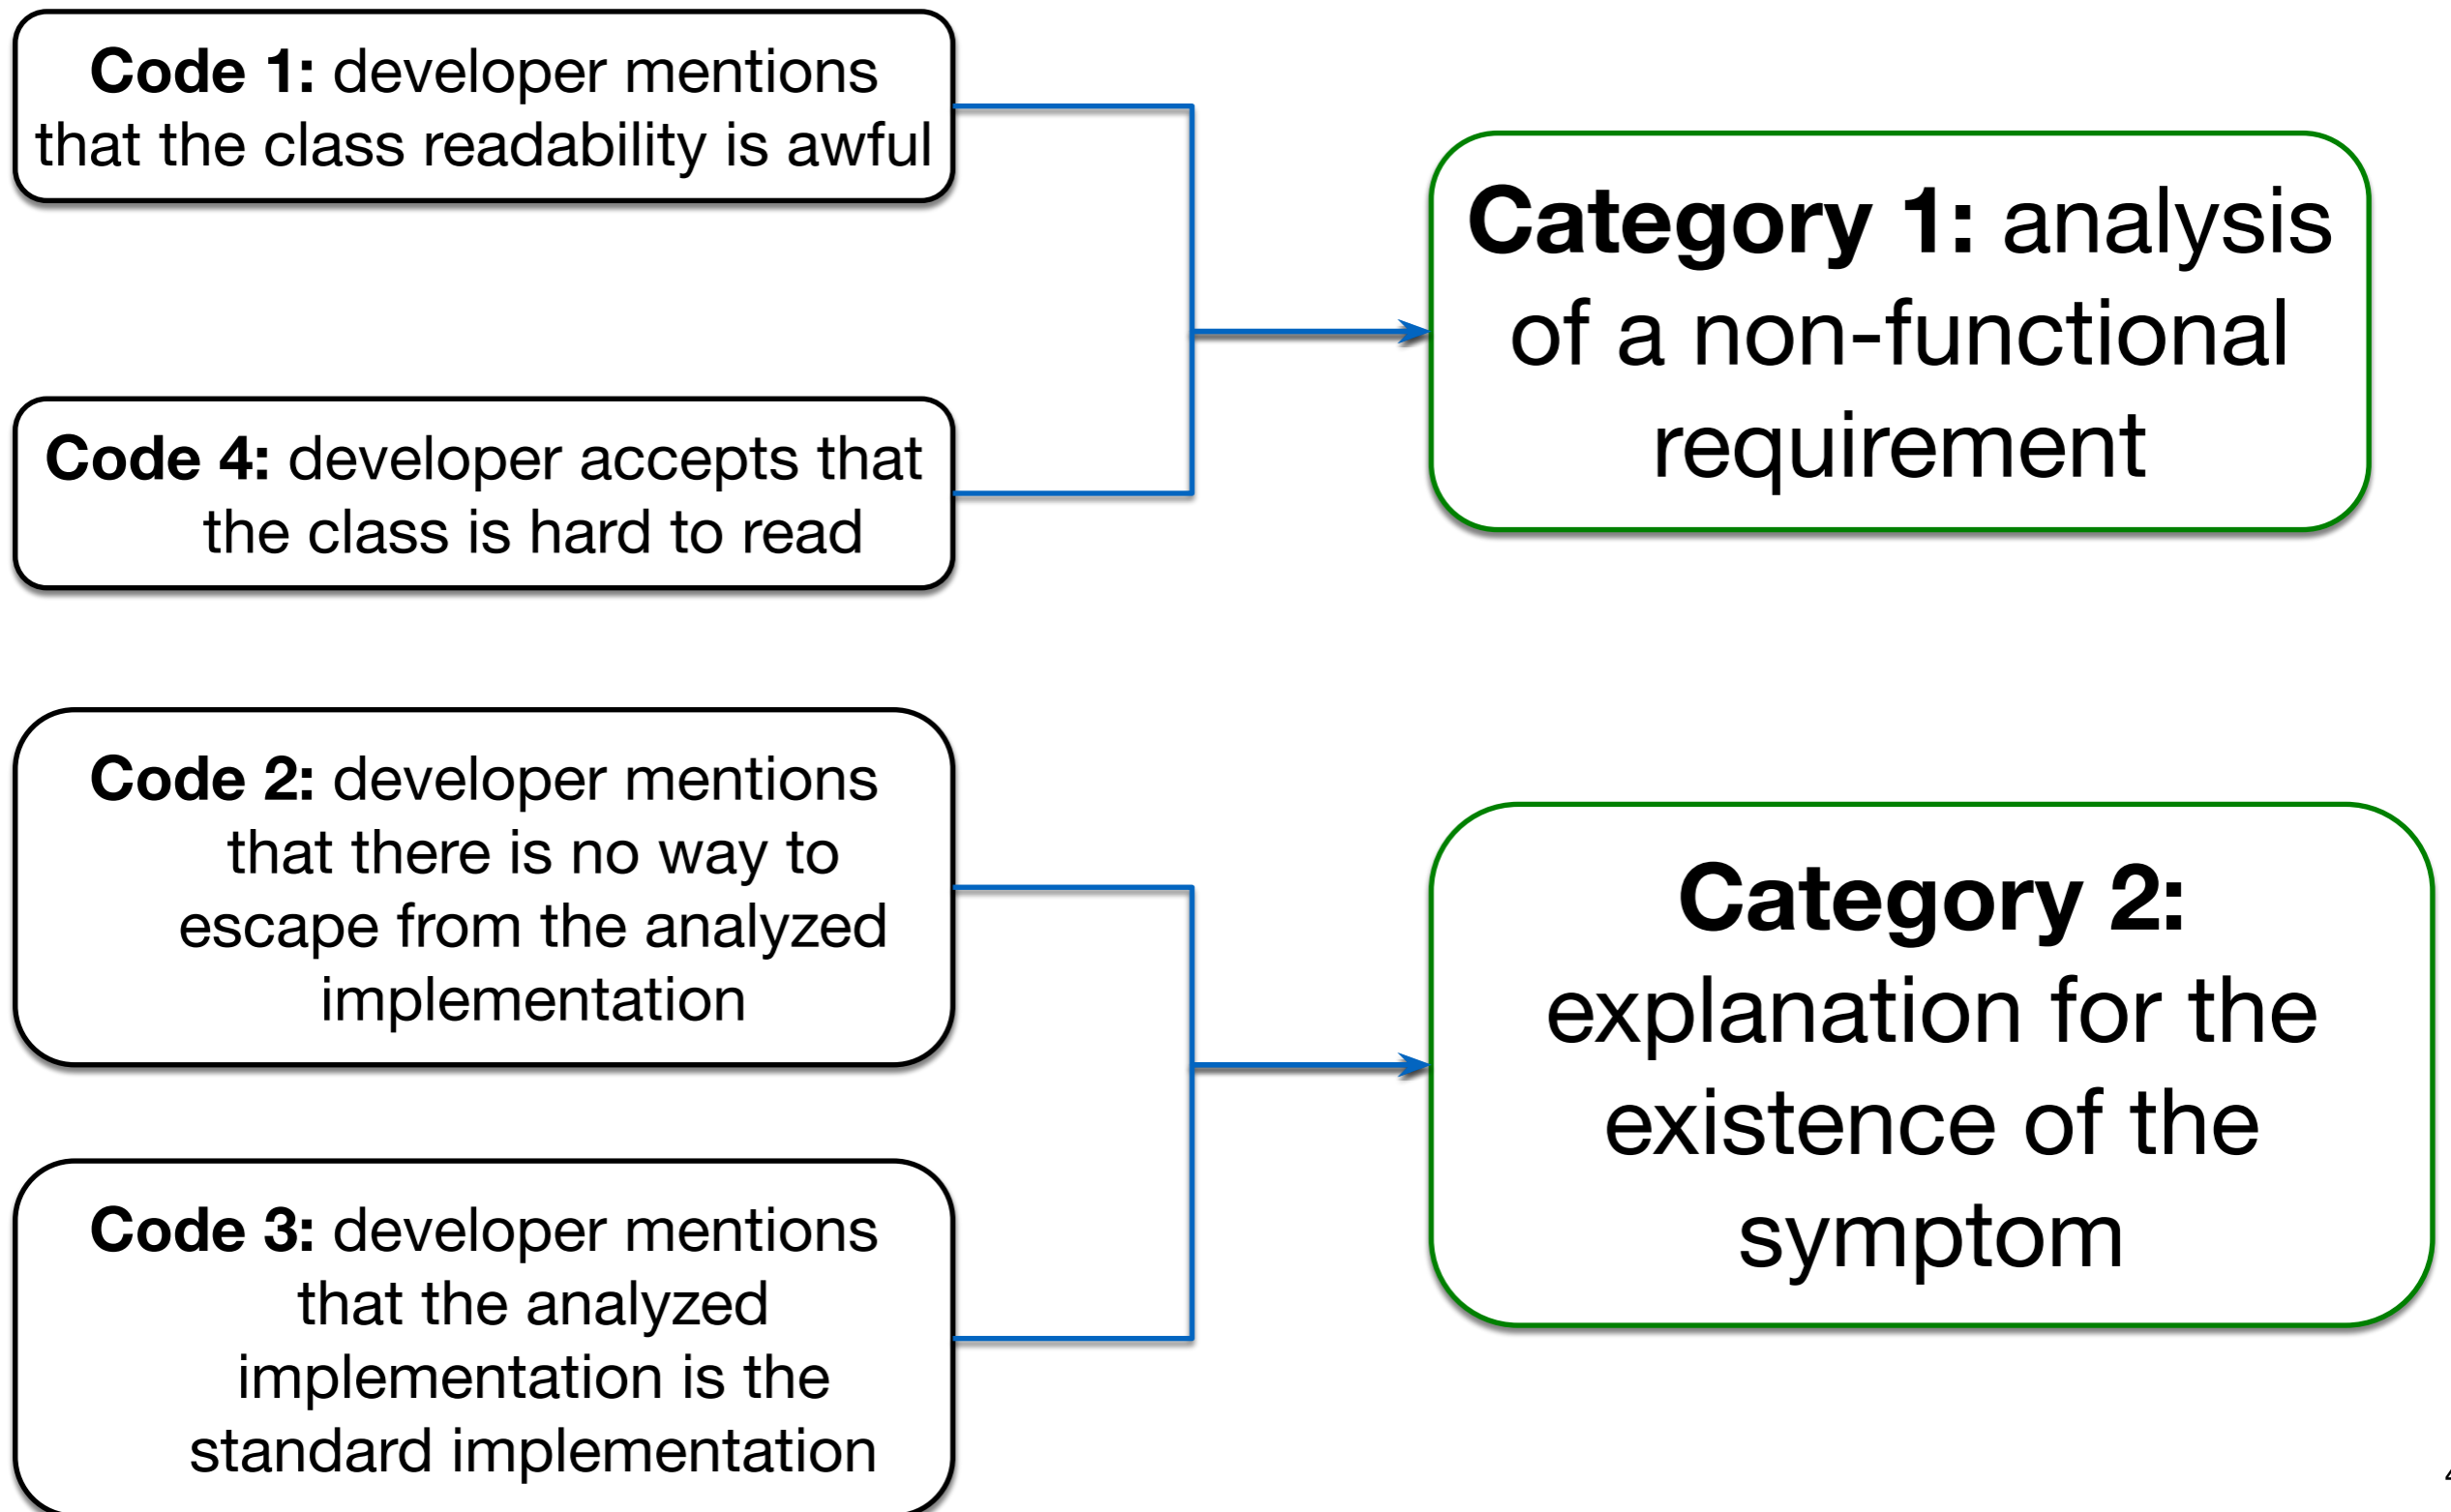 Code 1: developer mentions
that the class readability is awful
Category 1: analysis
of a non-functional
requirement
Code 4: developer accepts that
the class is hard to read
Code 2: developer mentions
that there is no way to
escape from the analyzed
implementation
Category 2:
explanation for the
existence of the
symptom
Code 3: developer mentions
that the analyzed
implementation is the
standard implementation